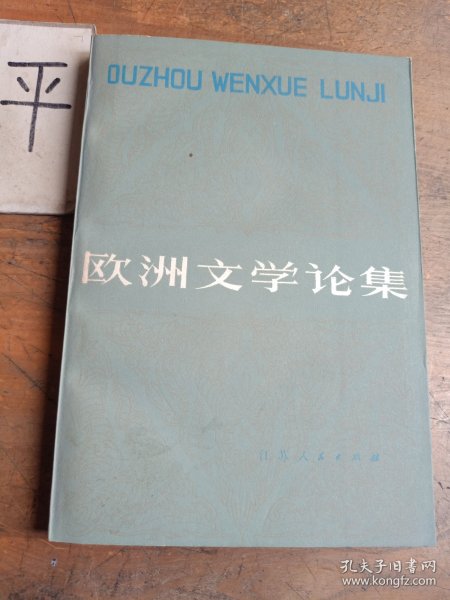 平
OUZHOU WENXUE LUNJI
欧洲文学论集
江苏人民出版社
孔夫子旧书网
www.kongfz.com